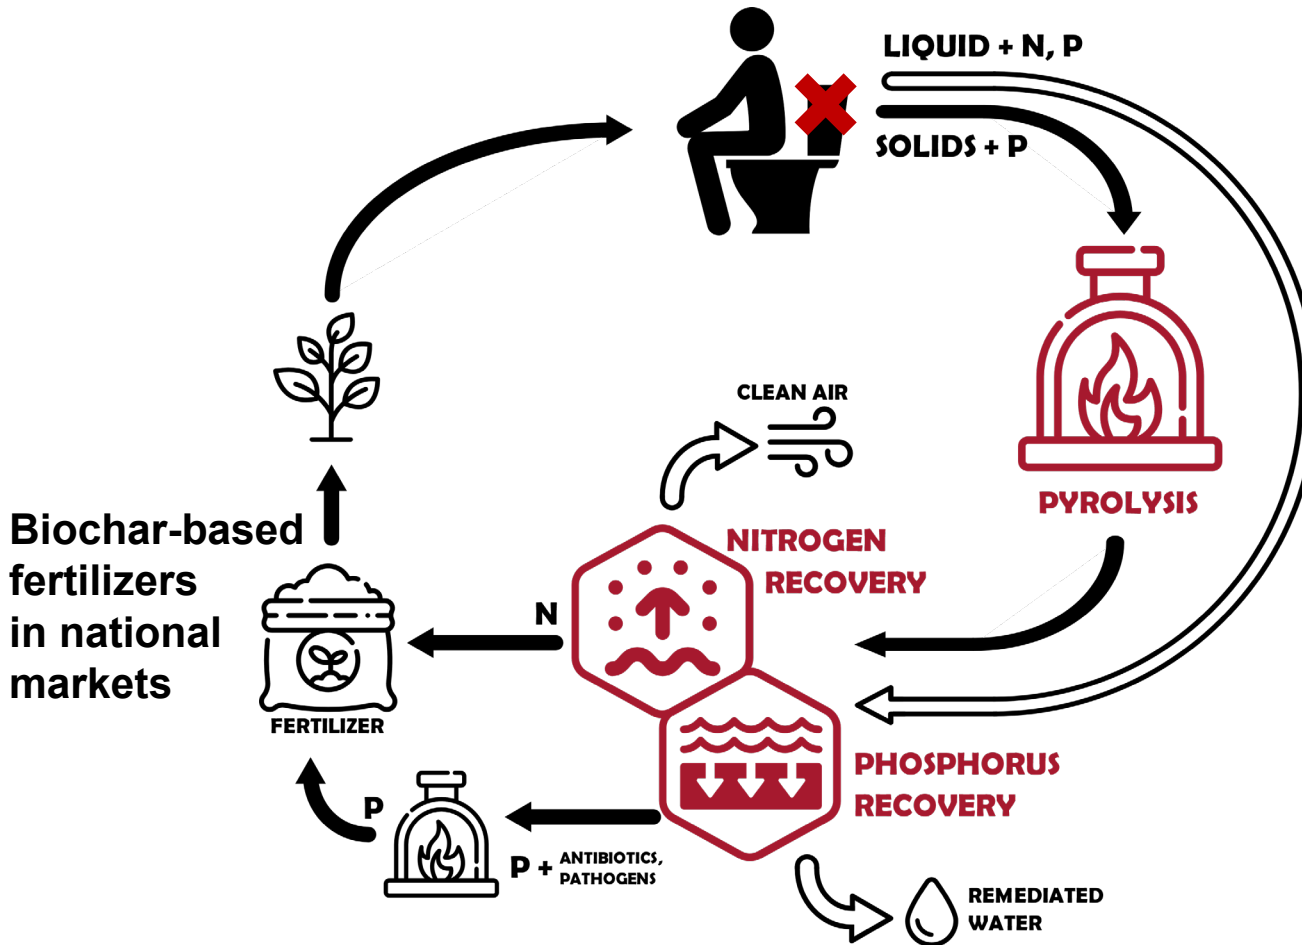 LIQUID + N, P
SOLIDS + P
PYROLYSIS
CLEAN AIR
NITROGEN
RECOVERY
N
Biochar-based
fertilizers
in national
markets
FERTILIZER
PHOSPHORUS
RECOVERY
P
P + ANTIBIOTICS,
PATHOGENS
REMEDIATED
WATER